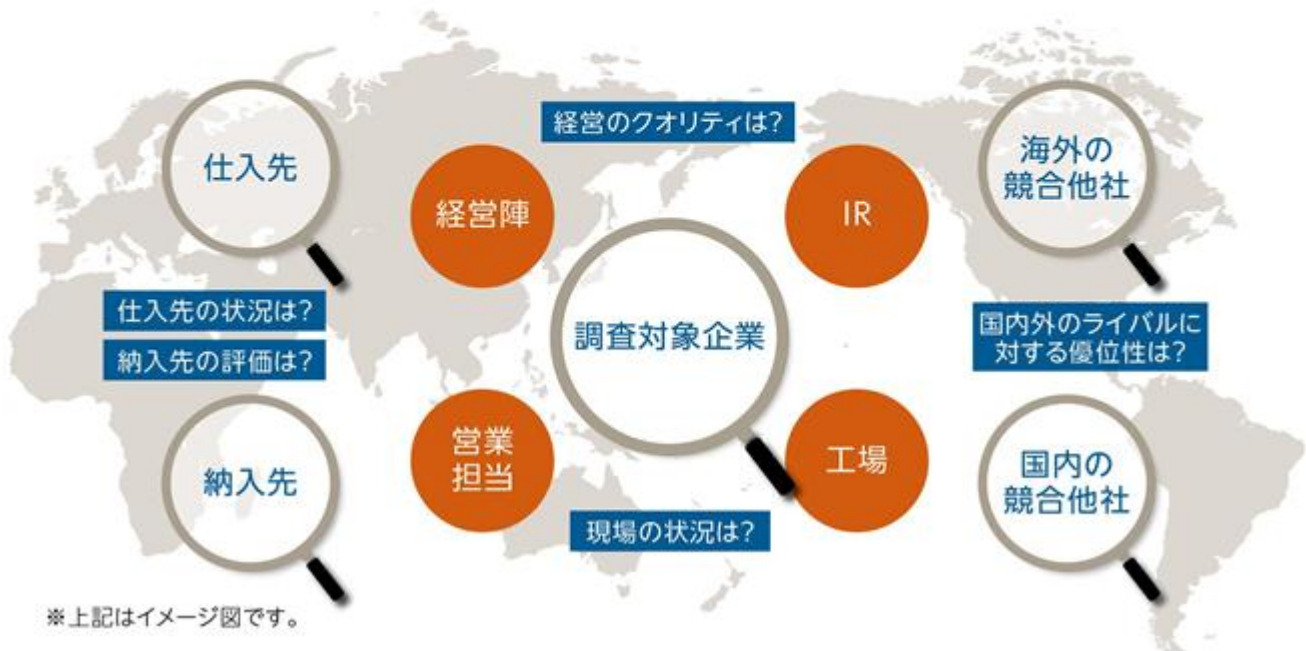 経営のクオリティは?
仕入先
経営陣
IR
海外の
競合他社
仕入先の状況は?
納入先の評価は?
調査対象企業
国内外のライバルに
対する優位性は?
納入先
営業
担当
工場
国内の
競合他社
現場の状況は?
※上記はイメージ図です。